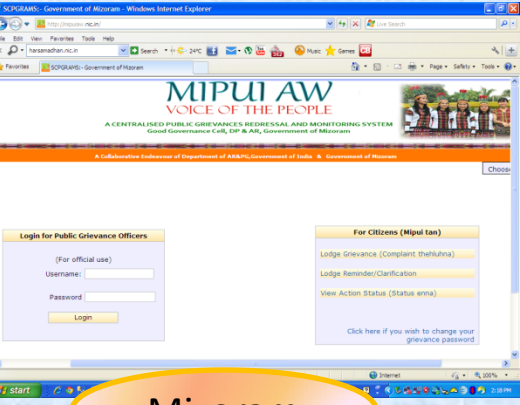 SCPGRAMS:- Government of Mizoram - Windows Internet Explorer
http://mipuiaw.nic.in/
Live Search
File Edit View Favorites Tools Help
harsamadhan.nic.in
Search
24°C
Music
Games
Favorites
SCPGRAMS:- Government of Mizoram
Page
Safety
Tools
MIPUI AW
VOICE OF THE PEOPLE
A CENTRALISED PUBLIC GRIEVANCES REDRESSAL AND MONITORING SYSTEM
Good Governance Cell, DP & AR, Government of Mizoram
A Collaborative Endeavour of Department of AR&PG,Government of India & Government of Mizoram
Login for Public Grievance Officers
(For official use)
Username:
Password
Login
For Citizens (Mipui tan)
Lodge Grievance (Complaint thehluhna)
Lodge Reminder/Clarification
View Action Status (Status enna)
Click here if you wish to change your
grievance password
Internet
100%
start
2:18 PM
Mizoram